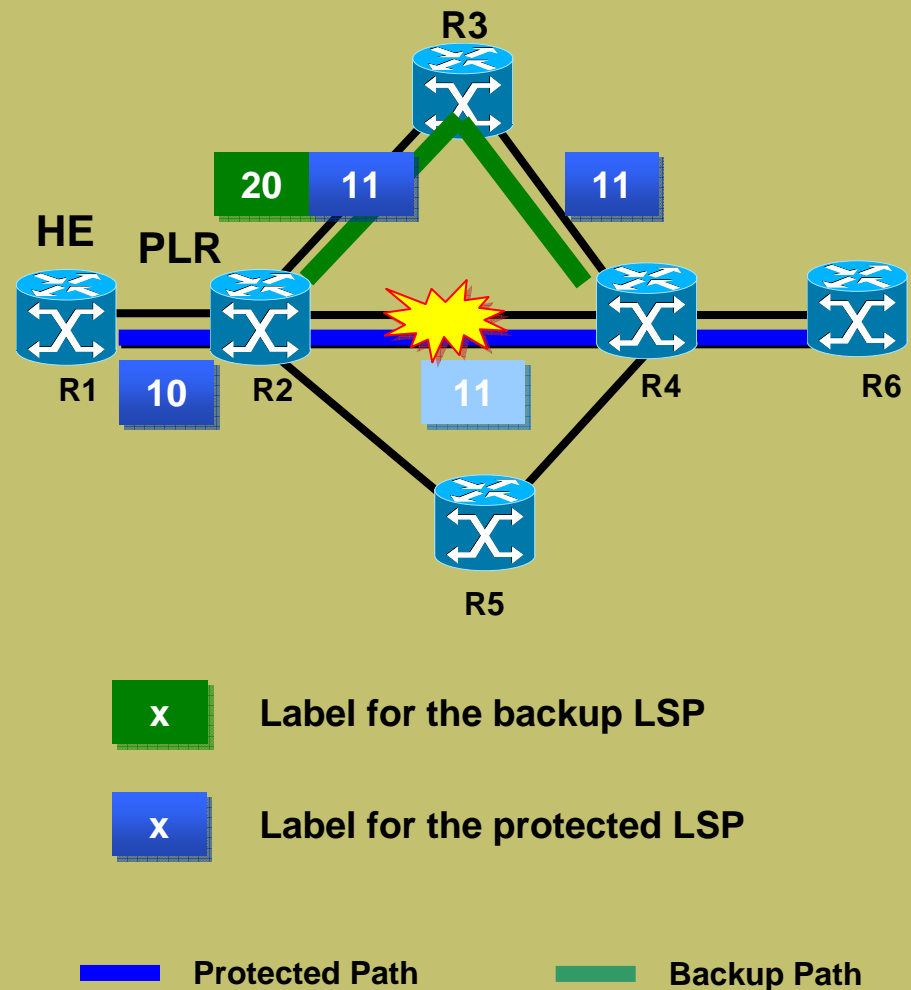 R3
20 11
11
HE
PLR
R1
10
R2
11
R4
R6
R5
x Label for the backup LSP
x Label for the protected LSP
Protected Path
Backup Path